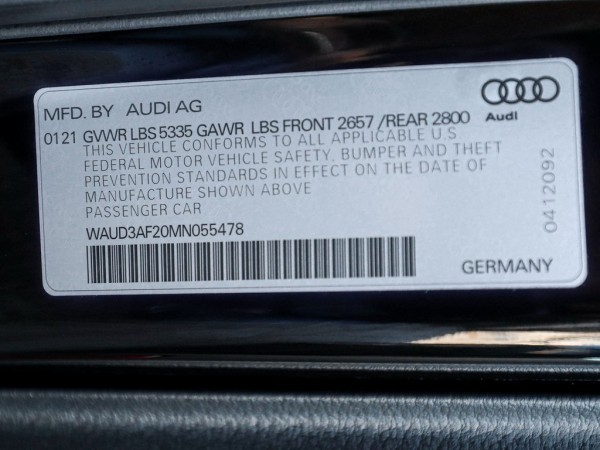 MFD. BY AUDI AG
Audi
0121 GVWR LBS 5335 GAWR LBS FRONT 2657 /REAR 2800
THIS VEHICLE CONFORMS TO ALL APPLICABLE U.S
FEDERAL MOTOR VEHICLE SAFETY, BUMPER AND THEFT
PREVENTION STANDARDS IN EFFECT ON THE DATE OF
MANUFACTURE SHOWN ABOVE
PASSENGER CAR
WAUD3AF20MN055478
GERMANY
0412092